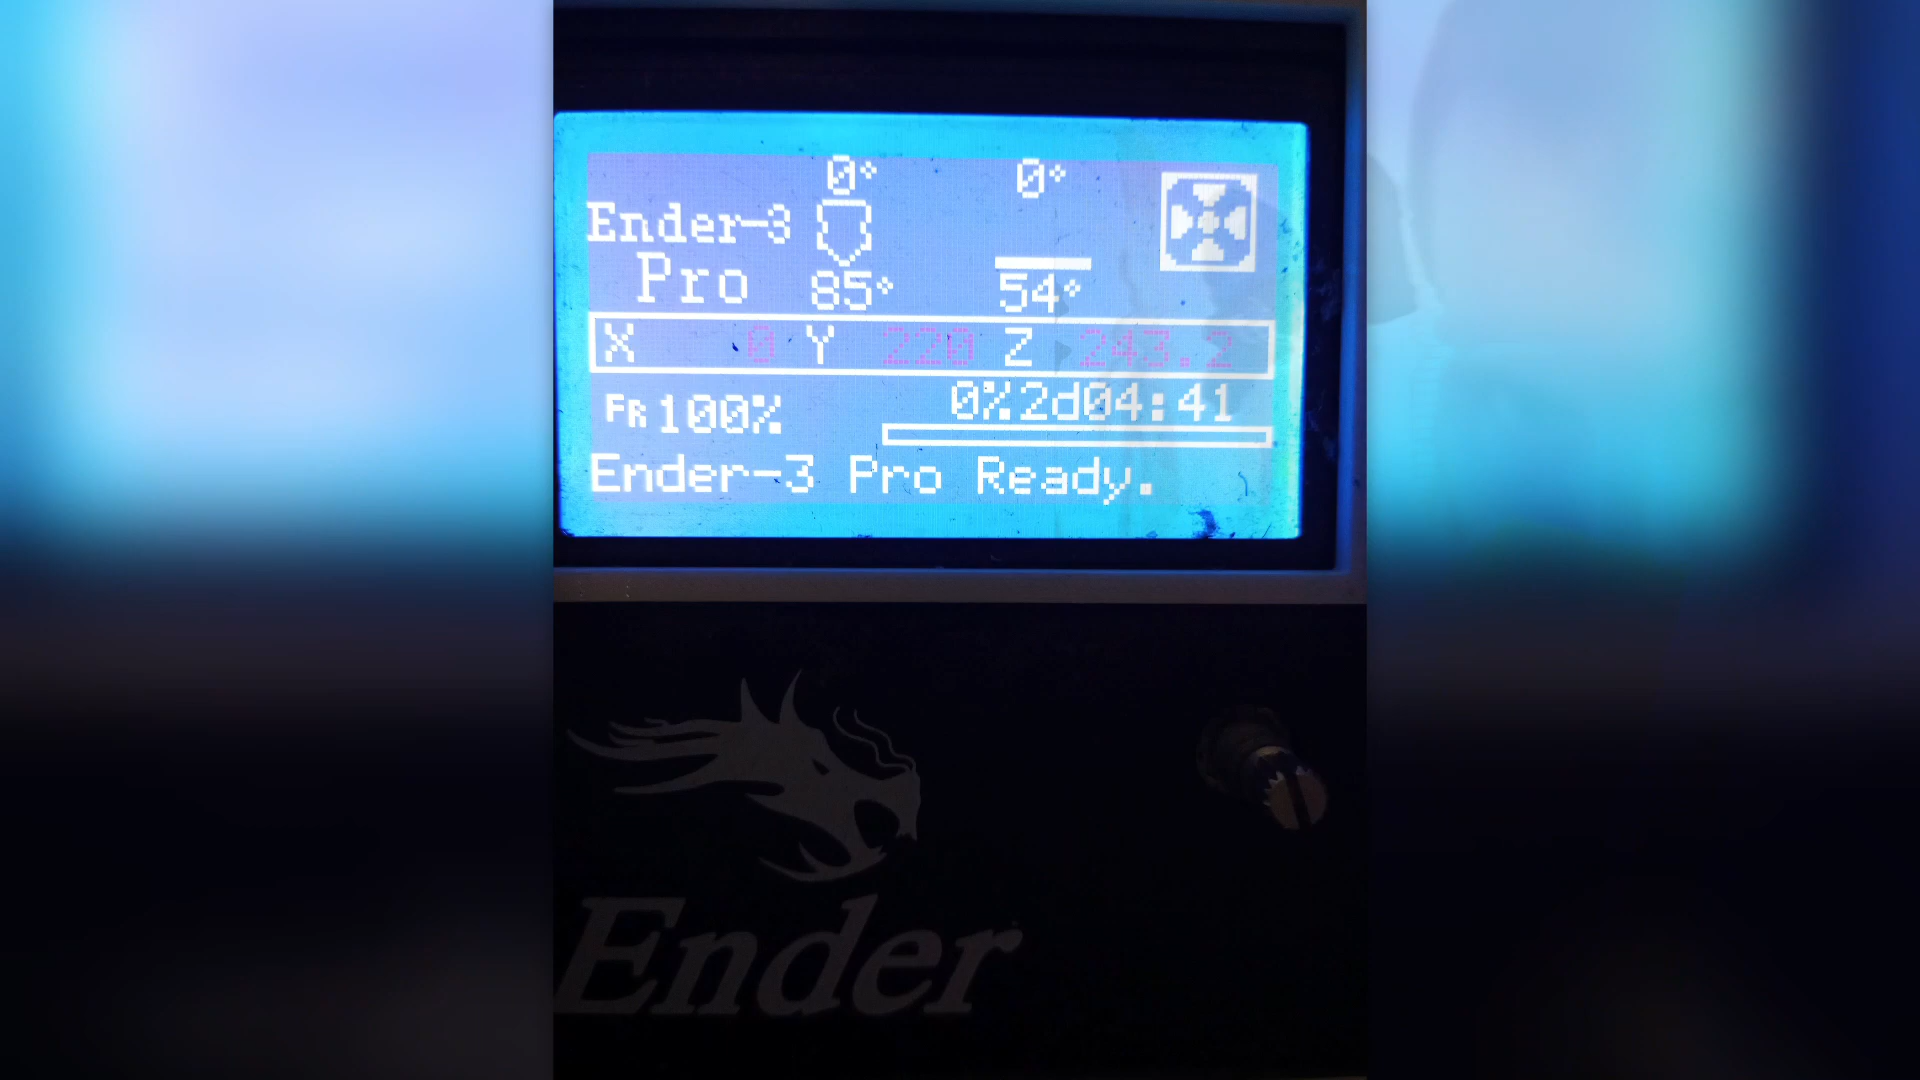 0° 0°
Ender-3
Pro
85° 54°
X 0 Y 220 Z 243.2
FR 100% 0% 2d04:41
Ender-3 Pro Ready.
Ender